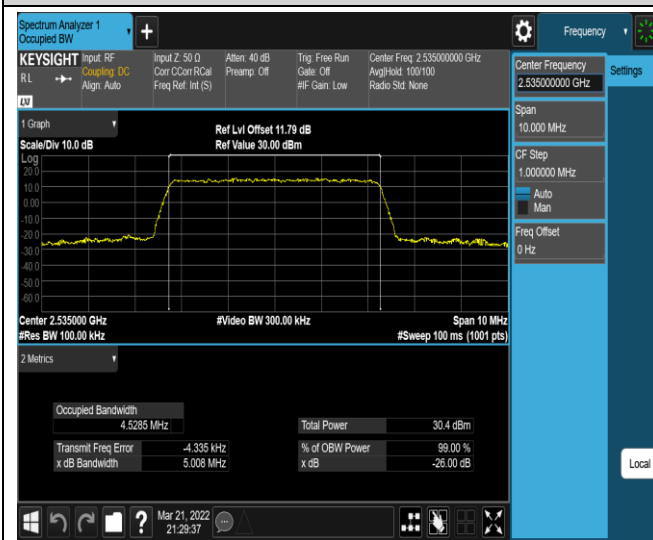 Spectrum Analyzer 1
Occupied BW
+
Frequency
KEYSIGHT
RL
LXI
Input: RF
Coupling: DC
Align: Auto
Input Z: 50 Ω
Corr CCorr RCal
Freq Ref: Int (S)
Atten: 40 dB
Preamp: Off
Trig: Free Run
Gate: Off
#IF Gain: Low
Center Freq: 2.535000000 GHz
Avg|Hold: 100/100
Radio Std: None
Center Frequency
2.535000000 GHz
Settings
Span
10.000 MHz
CF Step
1.000000 MHz
Auto
Man
Freq Offset
0 Hz
1 Graph
Scale/Div 10.0 dB
Ref Lvl Offset 11.79 dB
Ref Value 30.00 dBm
Log
20.0
10.0
0.00
-10.0
-20.0
-30.0
-40.0
-50.0
-60.0
Center 2.535000 GHz
#Video BW 300.00 kHz
Span 10 MHz
#Res BW 100.00 kHz
#Sweep 100 ms (1001 pts)
2 Metrics
Occupied Bandwidth
4.5285 MHz
Total Power 30.4 dBm
Transmit Freq Error -4.335 kHz
% of OBW Power 99.00 %
x dB Bandwidth 5.008 MHz
x dB -26.00 dB
Local
?
Mar 21, 2022
21:29:37